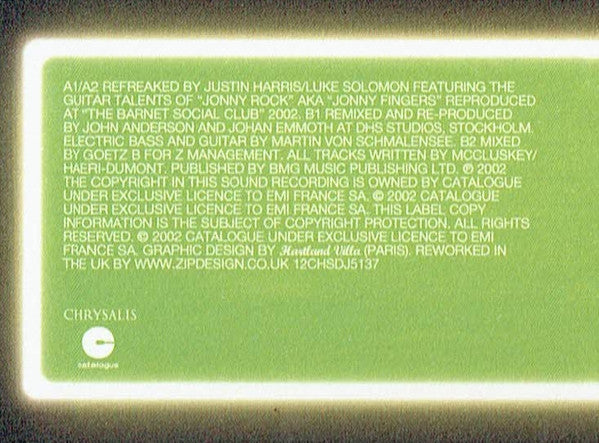 A1/A2 REFREAKED BY JUSTIN HARRIS/LUKE SOLOMON FEATURING THE
GUITAR TALENTS OF "JONNY ROCK" AKA "JONNY FINGERS" REPRODUCED
AT "THE BARNET SOCIAL CLUB" 2002. B1 REMIXED AND RE-PRODUCED
BY JOHN ANDERSON AND JOHAN EMMOTH AT DHS STUDIOS, STOCKHOLM.
ELECTRIC BASS AND GUITAR BY MARTIN VON SCHMALENSEE. B2 MIXED
BY GOETZ B FOR Z MANAGEMENT. ALL TRACKS WRITTEN BY MCCLUSKEY/
HAERI-DUMONT. PUBLISHED BY BMG MUSIC PUBLISHING LTD. ℗ 2002
THE COPYRIGHT IN THIS SOUND RECORDING IS OWNED BY CATALOGUE
UNDER EXCLUSIVE LICENCE TO EMI FRANCE SA. © 2002 CATALOGUE
UNDER EXCLUSIVE LICENCE TO EMI FRANCE SA. THIS LABEL COPY
INFORMATION IS THE SUBJECT OF COPYRIGHT PROTECTION. ALL RIGHTS
RESERVED. © 2002 CATALOGUE UNDER EXCLUSIVE LICENCE TO EMI
FRANCE SA. GRAPHIC DESIGN BY Hartland Villa (PARIS). REWORKED IN
THE UK BY WWW.ZIPDESIGN.CO.UK 12CHSDJ5137
CHRYSALIS
catalogue